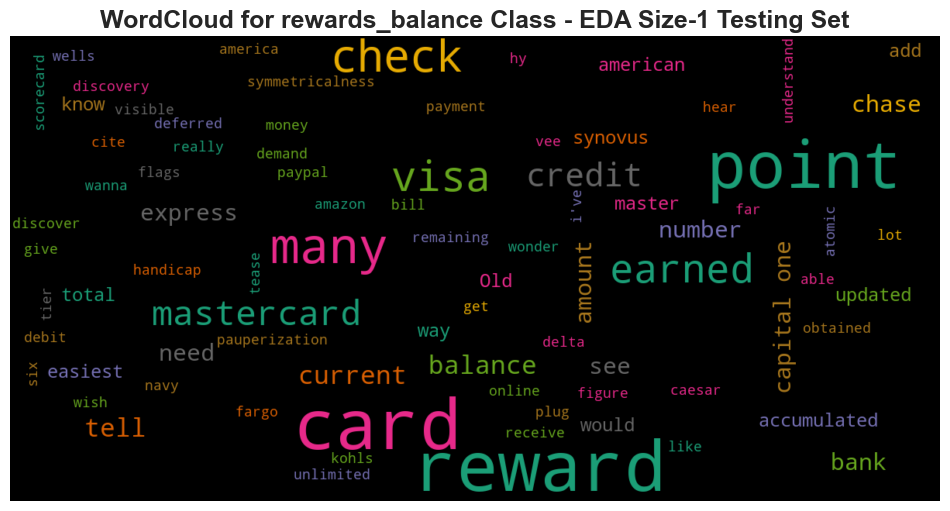 WordCloud for rewards_balance Class - EDA Size-1 Testing Set
america
check
hy
american
understand
add
wells
scorecard
discovery
symmetricalness
know
visible
payment
hear
chase
deferred
money
cite
really
demand
vee
synovus
point
flags
paypal
visa
credit
wanna
amazon
bill
i've
master
far
atomic
express
discover
many
remaining
wonder
number
lot
give
handicap
tease
Old
amount
earned
capital one
able
tier
total
mastercard
get
updated
debit
pauperization
way
delta
obtained
six
easiest
need
balance
see
navy
current
online
figure
caesar
wish
fargo
card
plug
tell
receive
would
accumulated
kohls
reward
like
bank
unlimited